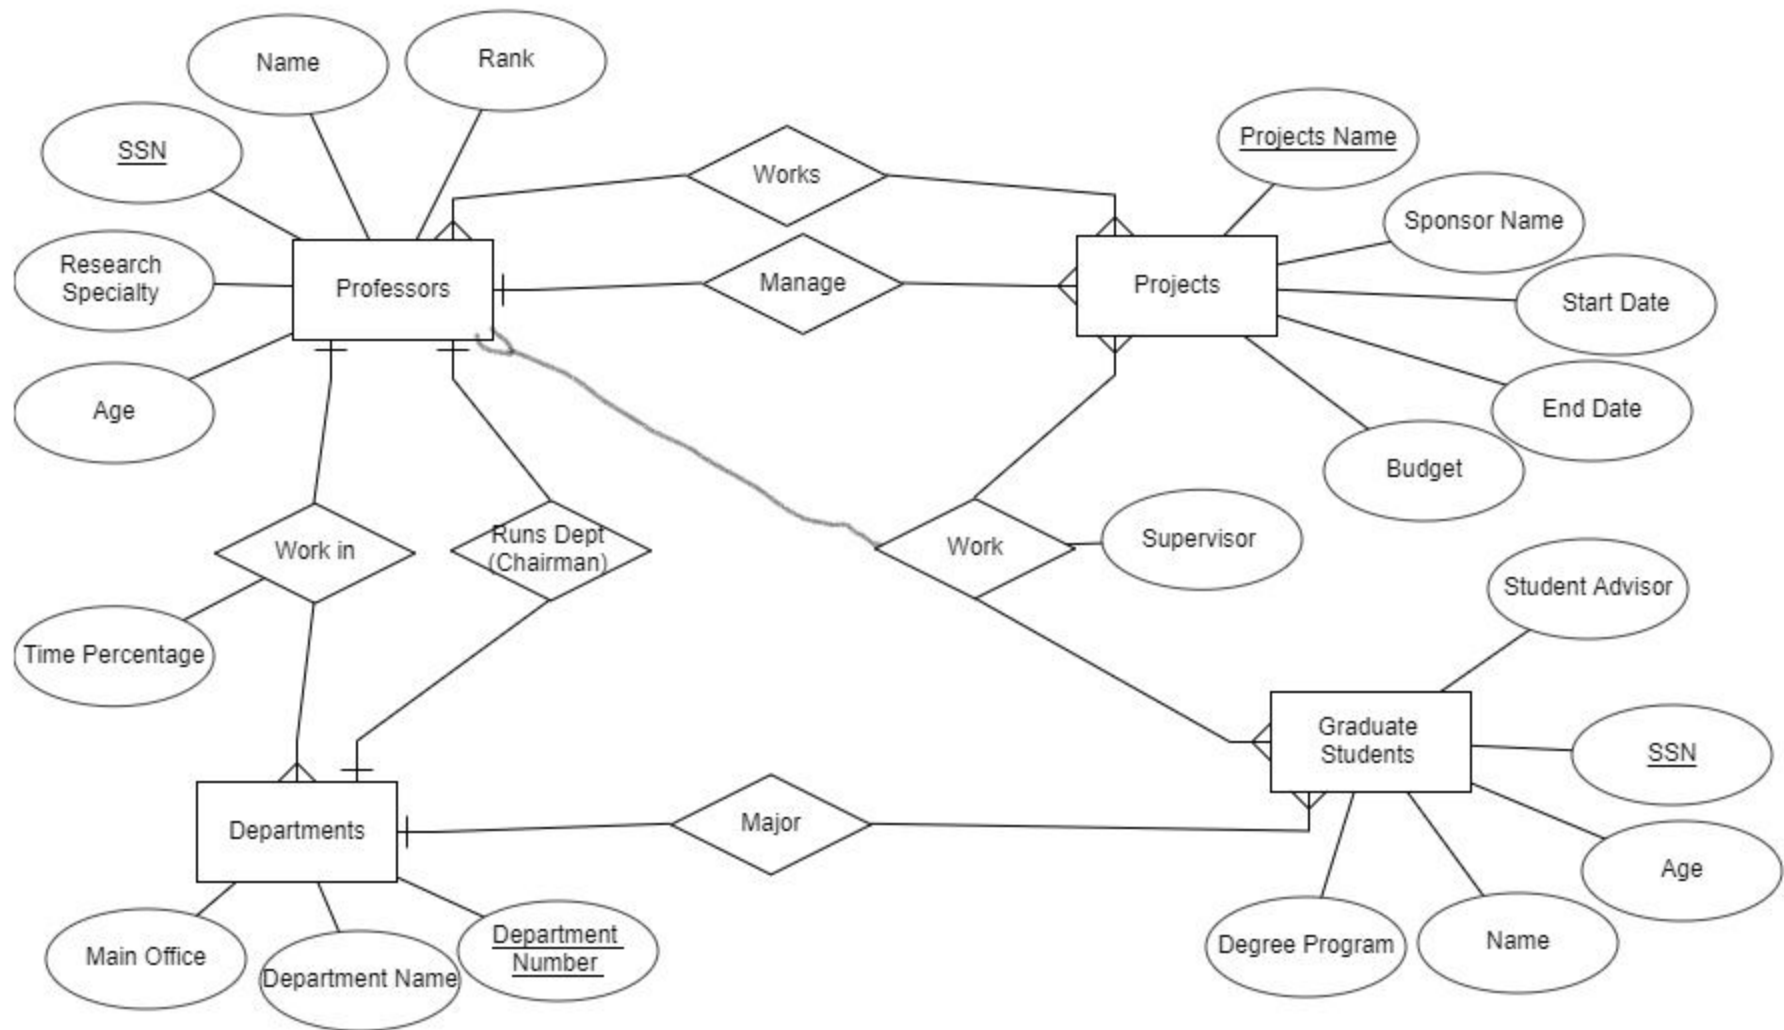 Name
Rank
SSN
Projects Name
Works
Sponsor Name
Research
Specialty
Professors
Manage
Projects
Start Date
Age
End Date
Budget
Work in
Runs Dept
(Chairman)
Work
Supervisor
Student Advisor
Time Percentage
Graduate
Students
SSN
Departments
Major
Age
Main Office
Department Name
Department
Number
Degree Program
Name